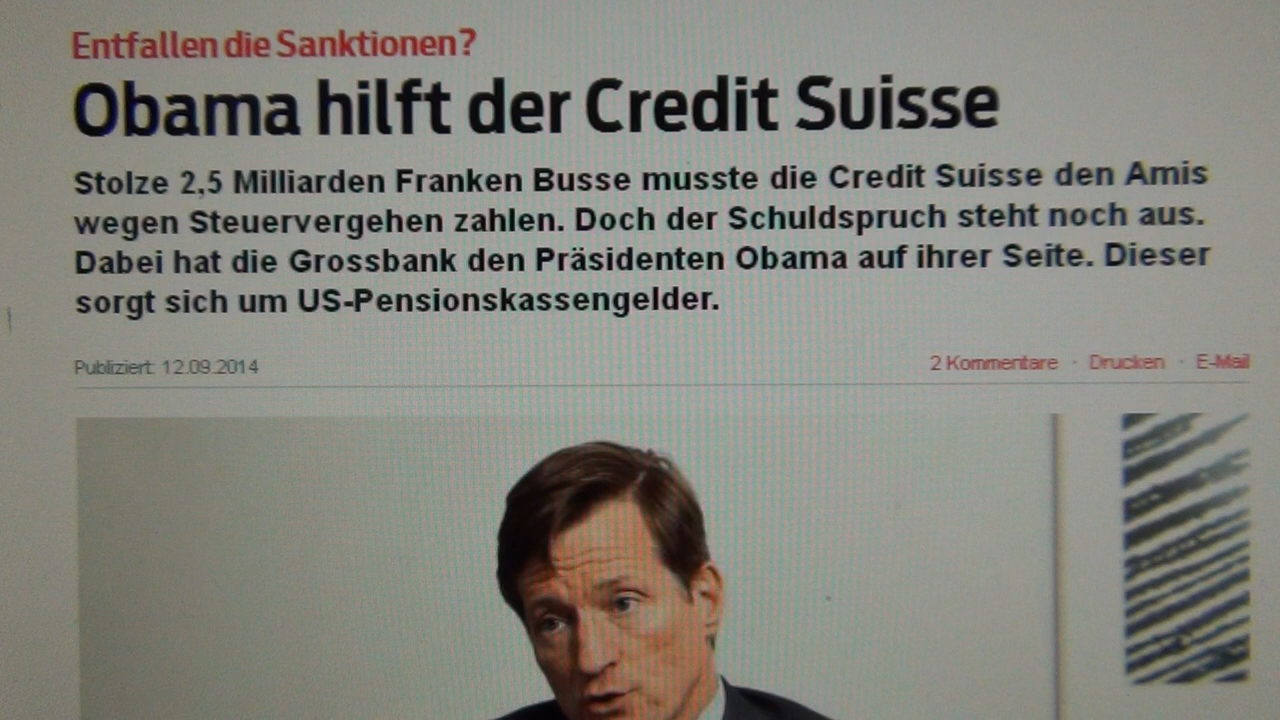 Entfallen die Sanktionen?
Obama hilft der Credit Suisse
Stolze 2,5 Milliarden Franken Busse musste die Credit Suisse den Amis
wegen Steuervergehen zahlen. Doch der Schuldspruch steht noch aus.
Dabei hat die Grossbank den Präsidenten Obama auf ihrer Seite. Dieser
sorgt sich um US-Pensionskassengelder.
Publiziert: 12.09.2014
2 Kommentare · Drucken · E-Mail